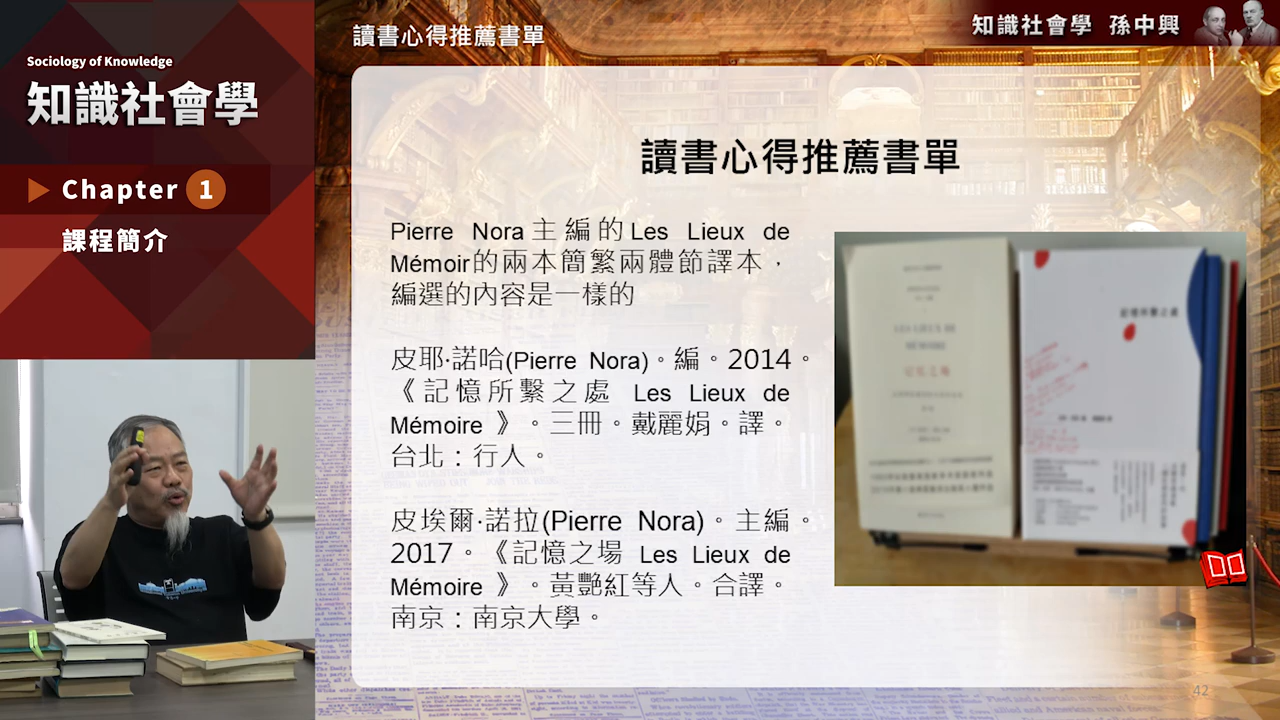 Sociology of Knowledge
知識社會學
Chapter 1
課程簡介
讀書心得推薦書單
知識社會學 孫中興
讀書心得推薦書單
Pierre Nora主編的Les Lieux de
Mémoir的兩本簡繁兩體節譯本，
編選的內容是一樣的
皮耶·諾哈(Pierre Nora)。編。2014。
《記憶所繫之處 Les Lieux de
Mémoire 》。三冊。戴麗娟。譯。
台北：行人。
皮埃爾·諾拉(Pierre Nora)。主編。
2017。《記憶之場 Les Lieux de
Mémoire 》。黃艷紅等人。合譯。
南京：南京大學。
記憶所繫之處
42